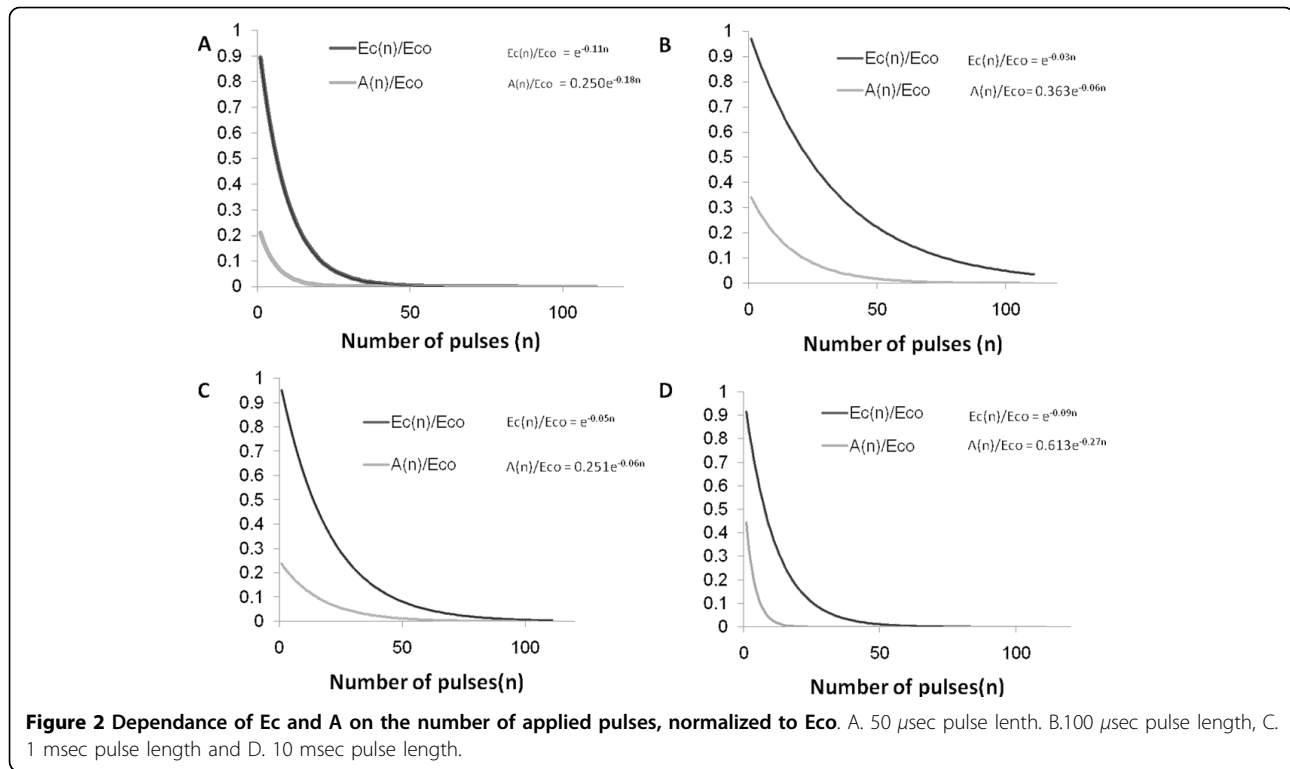 A
1
0.9
0.8
0.7
0.6
0.5
0.4
0.3
0.2
0.1
0
Ec(n)/Eco
Ec(n)/Eco = e-0.11n
A(n)/Eco
A(n)/Eco = 0.250e-0.18n
0 50 100
Number of pulses (n)
B
1
0.9
0.8
0.7
0.6
0.5
0.4
0.3
0.2
0.1
0
Ec(n)/Eco
Ec(n)/Eco = e-0.03n
A(n)/Eco
A(n)/Eco = 0.363e-0.06n
0 50 100
Number of pulses (n)
C
1
0.9
0.8
0.7
0.6
0.5
0.4
0.3
0.2
0.1
0
Ec(n)/Eco
Ec(n)/Eco = e-0.05n
A(n)/Eco
A(n)/Eco = 0.251e-0.06n
0 50 100
Number of pulses(n)
D
1
0.9
0.8
0.7
0.6
0.5
0.4
0.3
0.2
0.1
0
Ec(n)/Eco
Ec(n)/Eco = e-0.09n
A(n)/Eco
A(n)/Eco = 0.613e-0.27n
0 50 100
Number of pulses(n)
Figure 2 Dependance of Ec and A on the number of applied pulses, normalized to Eco. A. 50 μsec pulse lenth. B.100 μsec pulse length, C.
1 msec pulse length and D. 10 msec pulse length.